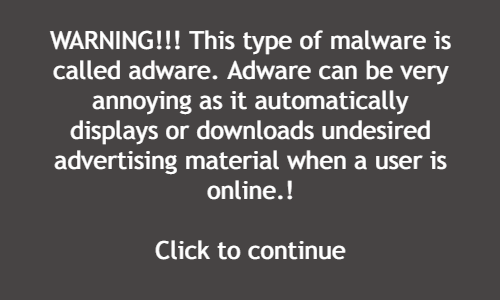 WARNING!!! This type of malware is
called adware. Adware can be very
annoying as it automatically
displays or downloads undesired
advertising material when a user is
online.!
Click to continue